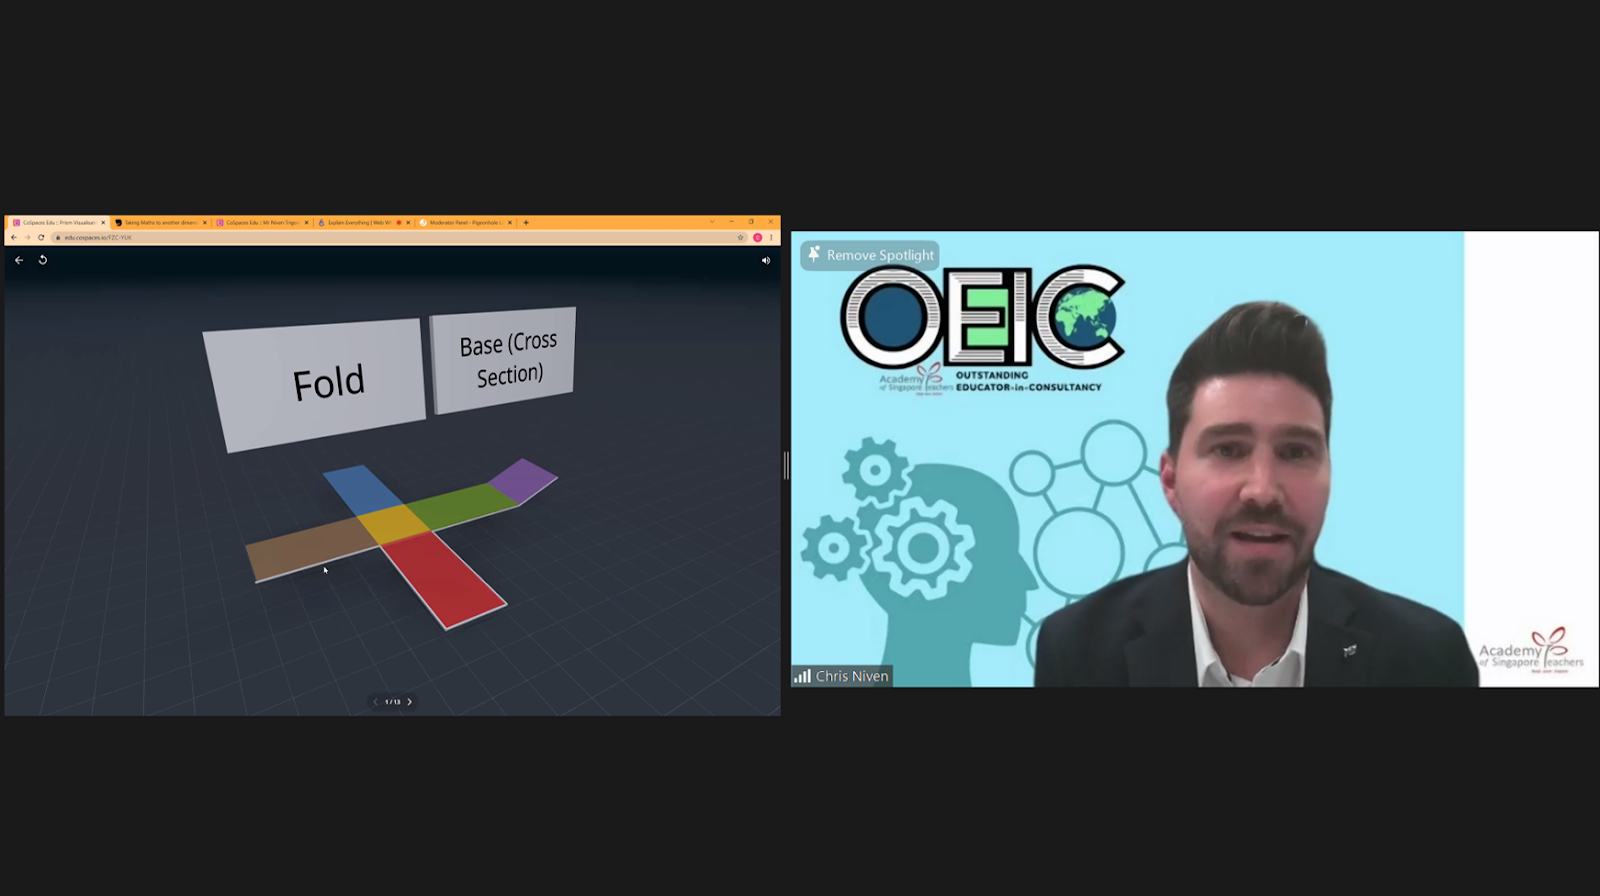 CoSpaces Edu :: Prism Visualisati
Taking Maths to another dimens
CoSpaces Edu :: Mr Niven Trigo
Explain Everything | Web W
Moderator Panel - Pigeonhole L
edu.cospaces.io/FZC-YUK
Fold
Base (Cross
Section)
1 / 13
Remove Spotlight
OEIC
Academy
of Singapore Teachers
OUTSTANDING
EDUCATOR-in-CONSULTANCY
Chris Niven
Academy
of Singapore Teachers